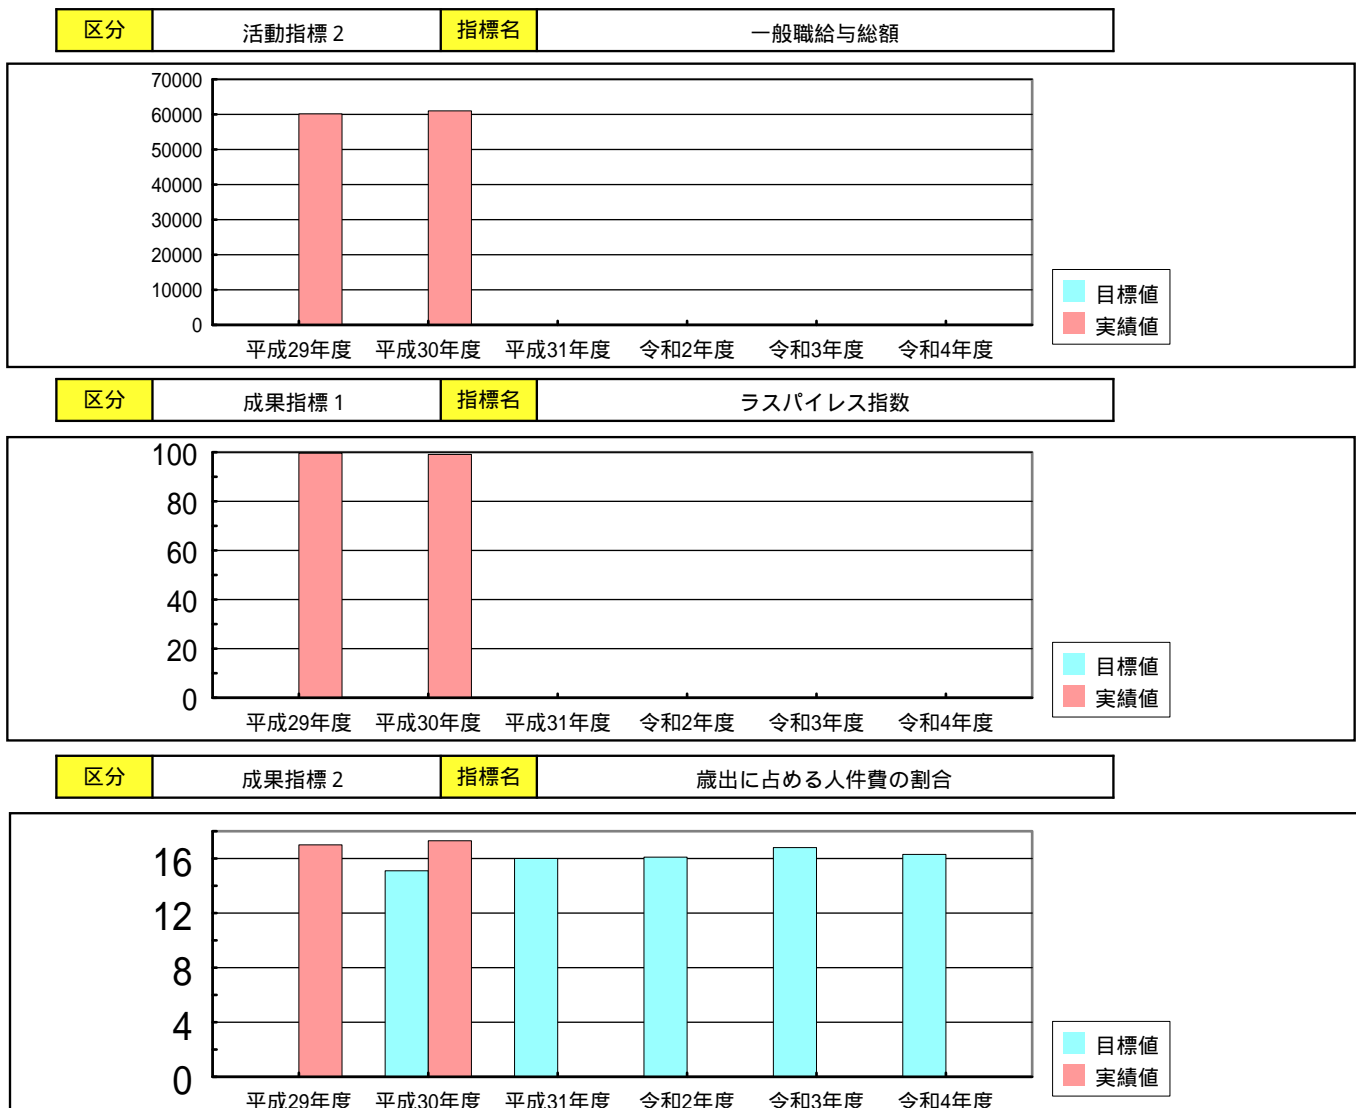 区分 活動指標２ 指標名 一般職給与総額
70000
60000
50000
40000
30000
20000
10000
0
平成29年度 平成30年度 平成31年度 令和2年度 令和3年度 令和4年度
目標値
実績値
区分 成果指標１ 指標名 ラスパイレス指数
100
80
60
40
20
0
平成29年度 平成30年度 平成31年度 令和2年度 令和3年度 令和4年度
目標値
実績値
区分 成果指標２ 指標名 歳出に占める人件費の割合
16
12
8
4
0
平成29年度 平成30年度 平成31年度 令和2年度 令和3年度 令和4年度
目標値
実績値